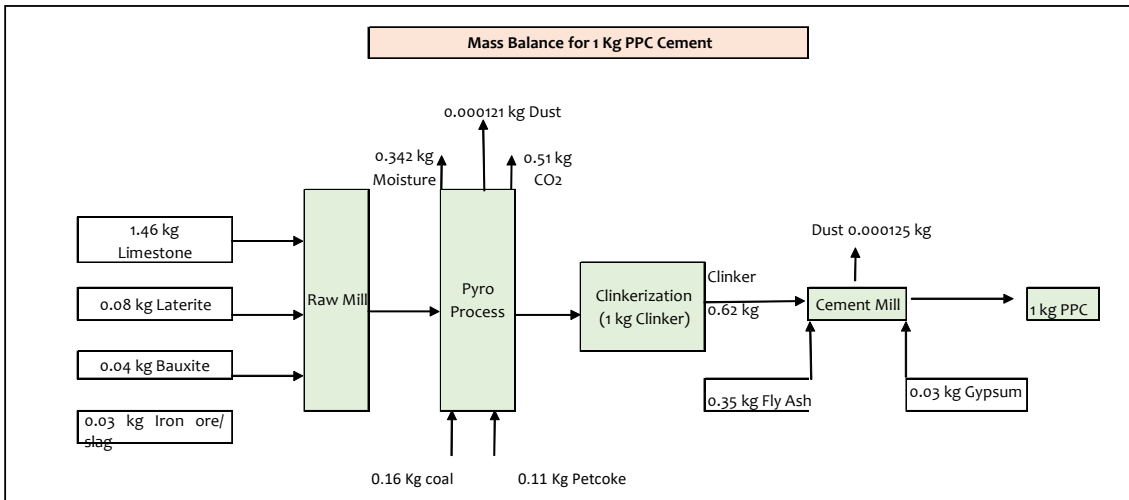 Mass Balance for 1 Kg PPC Cement
0.000121 kg Dust
0.342 kg
Moisture
0.51 kg
CO2
1.46 kg
Limestone
0.08 kg Laterite
0.04 kg Bauxite
0.03 kg Iron ore/
slag
Raw Mill
Pyro
Process
0.16 Kg coal
0.11 Kg Petcoke
Clinkerization
(1 kg Clinker)
Clinker
0.62 kg
Dust 0.000125 kg
Cement Mill
0.35 kg Fly Ash
0.03 kg Gypsum
1 kg PPC